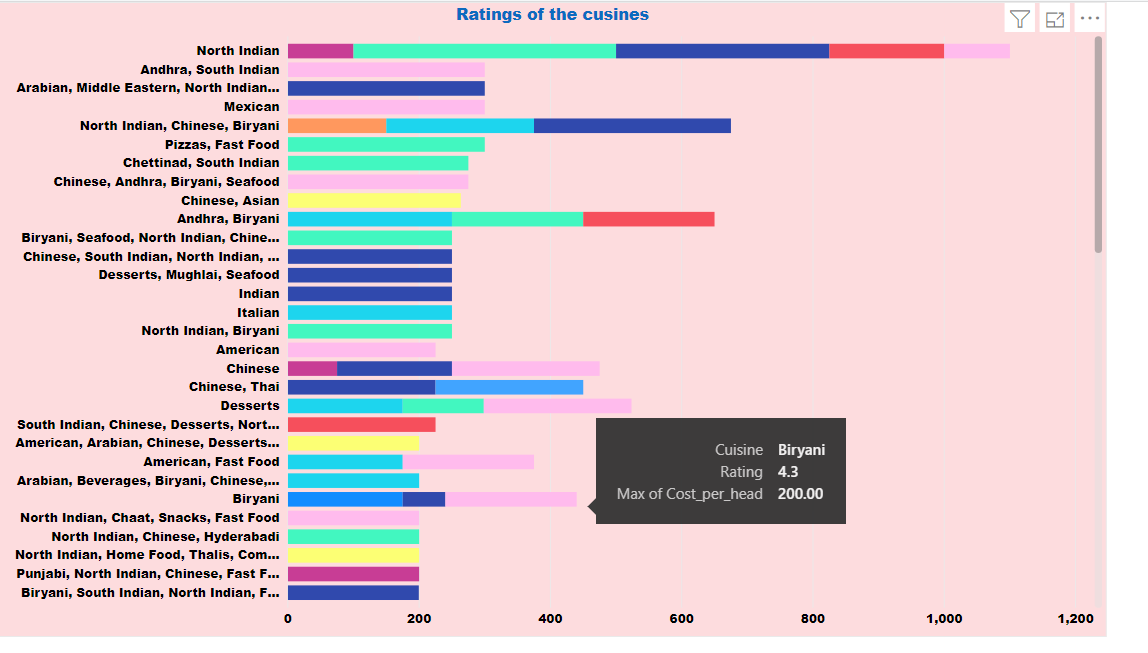 Ratings of the cusines
North Indian
Andhra, South Indian
Arabian, Middle Eastern, North Indian...
Mexican
North Indian, Chinese, Biryani
Pizzas, Fast Food
Chettinad, South Indian
Chinese, Andhra, Biryani, Seafood
Chinese, Asian
Andhra, Biryani
Biryani, Seafood, North Indian, Chine...
Chinese, South Indian, North Indian, ...
Desserts, Mughlai, Seafood
Indian
Italian
North Indian, Biryani
American
Chinese
Chinese, Thai
Desserts
South Indian, Chinese, Desserts, Nort...
American, Arabian, Chinese, Desserts...
American, Fast Food
Arabian, Beverages, Biryani, Chinese,...
Biryani
North Indian, Chaat, Snacks, Fast Food
North Indian, Chinese, Hyderabadi
North Indian, Home Food, Thalis, Com...
Punjabi, North Indian, Chinese, Fast F...
Biryani, South Indian, North Indian, F...
Cuisine Biryani
Rating 4.3
Max of Cost_per_head 200.00
0 200 400 600 800 1,000 1,200